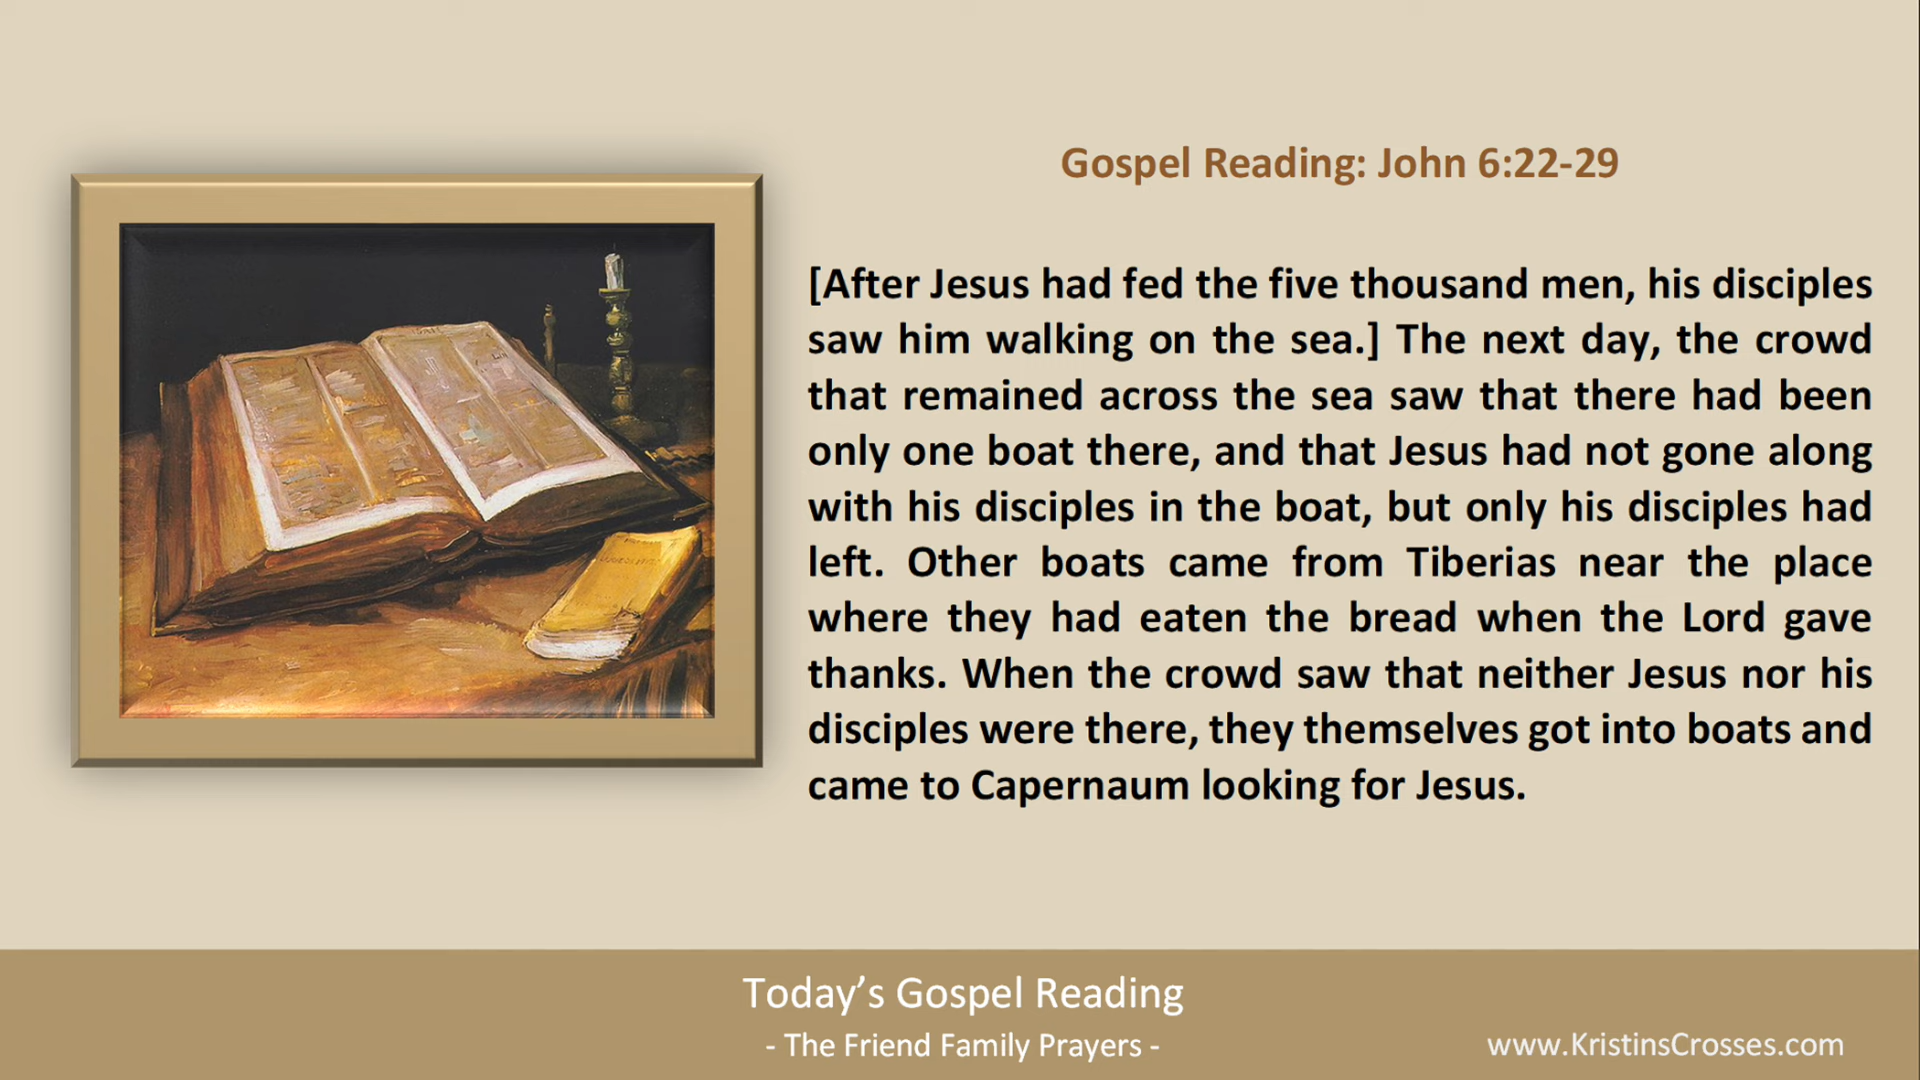 Gospel Reading: John 6:22-29
[After Jesus had fed the five thousand men, his disciples
saw him walking on the sea.] The next day, the crowd
that remained across the sea saw that there had been
only one boat there, and that Jesus had not gone along
with his disciples in the boat, but only his disciples had
left. Other boats came from Tiberias near the place
where they had eaten the bread when the Lord gave
thanks. When the crowd saw that neither Jesus nor his
disciples were there, they themselves got into boats and
came to Capernaum looking for Jesus.
Today’s Gospel Reading
- The Friend Family Prayers -
www.KristinsCrosses.com